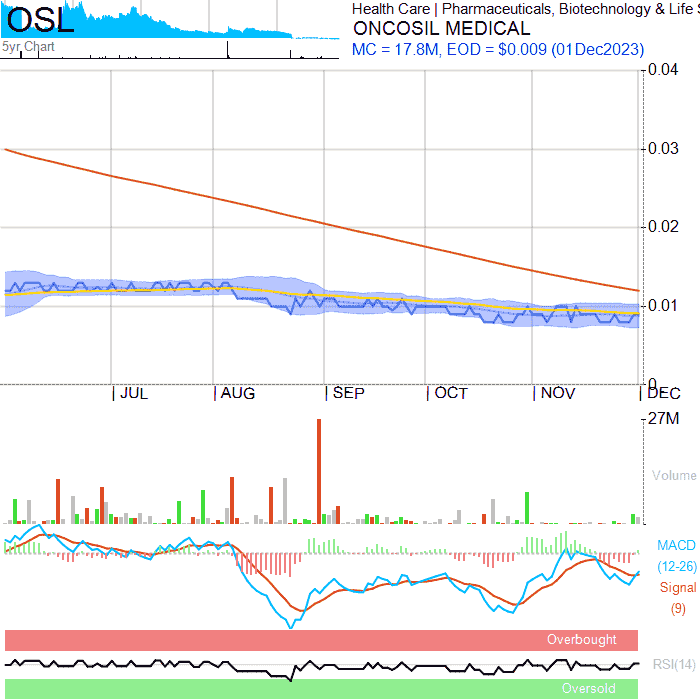 OSL
Health Care | Pharmaceuticals, Biotechnology & Life S
ONCOSIL MEDICAL
5yr Chart
MC = 17.8M, EOD = $0.009 (01Dec2023)
0.04
0.03
0.02
0.01
0
JUL AUG SEP OCT NOV DEC
27M
Volume
MACD
(12-26)
Signal
(9)
Overbought
RSI(14)
Oversold